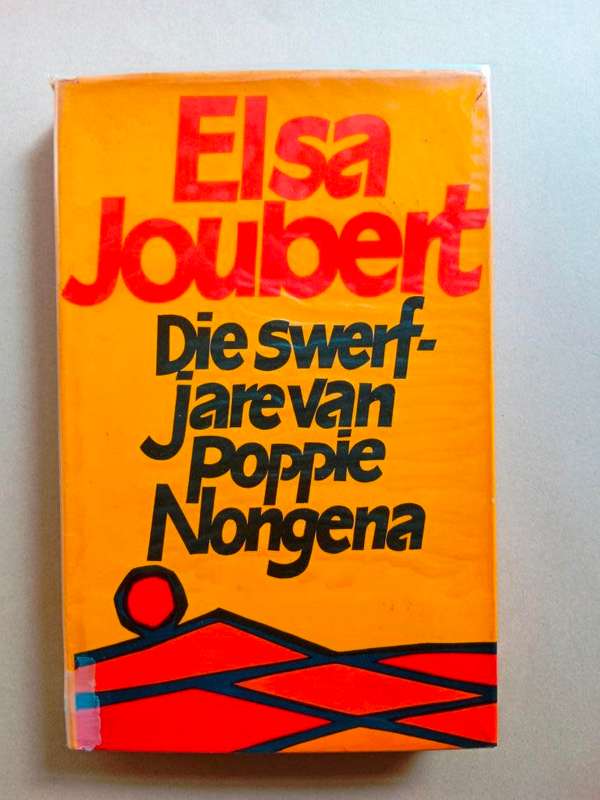 Elsa
Joubert
Die swerf-
jare van
Poppie
Nongena